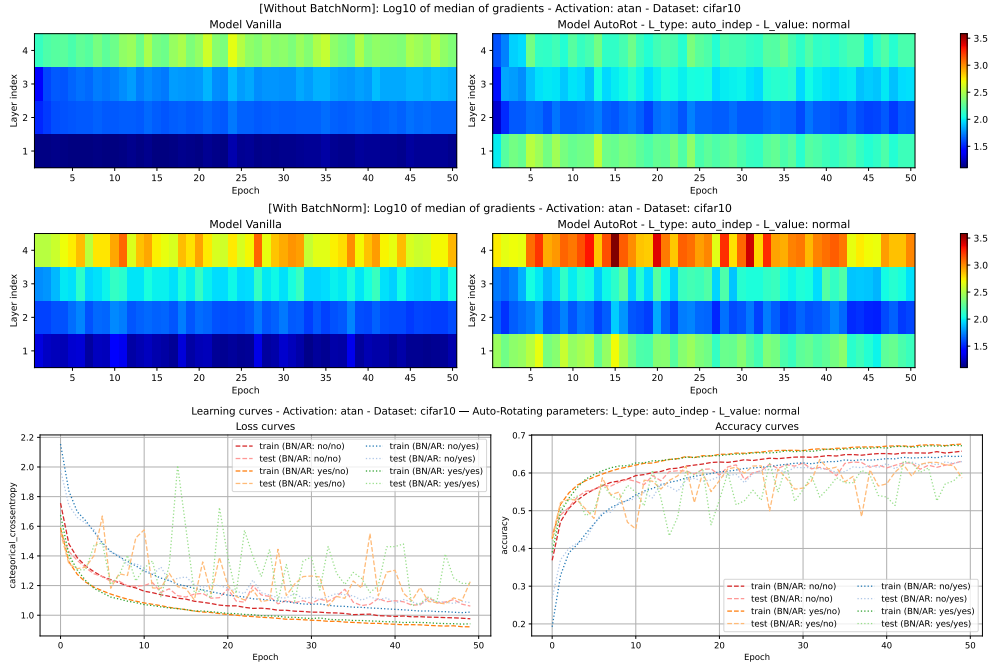 [Without BatchNorm]: Log10 of median of gradients - Activation: atan - Dataset: cifar10
Model Vanilla
Model AutoRot - L_type: auto_indep - L_value: normal
Layer index
4
3
2
1
5 10 15 20 25 30 35 40 45 50
Epoch
5 10 15 20 25 30 35 40 45 50
Epoch
3.5
3.0
2.5
2.0
1.5
[With BatchNorm]: Log10 of median of gradients - Activation: atan - Dataset: cifar10
Model Vanilla
Model AutoRot - L_type: auto_indep - L_value: normal
Layer index
4
3
2
1
Layer index
4
3
2
1
5 10 15 20 25 30 35 40 45 50
Epoch
5 10 15 20 25 30 35 40 45 50
Epoch
3.5
3.0
2.5
2.0
1.5
Learning curves - Activation: atan - Dataset: cifar10 — Auto-Rotating parameters: L_type: auto_indep - L_value: normal
Loss curves
categorical_crossentropy
2.2
2.0
1.8
1.6
1.4
1.2
1.0
0 10 20 30 40 50
Epoch
train (BN/AR: no/no)
test (BN/AR: no/no)
train (BN/AR: yes/no)
test (BN/AR: yes/no)
train (BN/AR: no/yes)
test (BN/AR: no/yes)
train (BN/AR: yes/yes)
test (BN/AR: yes/yes)
Accuracy curves
accuracy
0.7
0.6
0.5
0.4
0.3
0.2
0 10 20 30 40 50
Epoch
train (BN/AR: no/no)
test (BN/AR: no/no)
train (BN/AR: yes/no)
test (BN/AR: yes/no)
train (BN/AR: no/yes)
test (BN/AR: no/yes)
train (BN/AR: yes/yes)
test (BN/AR: yes/yes)